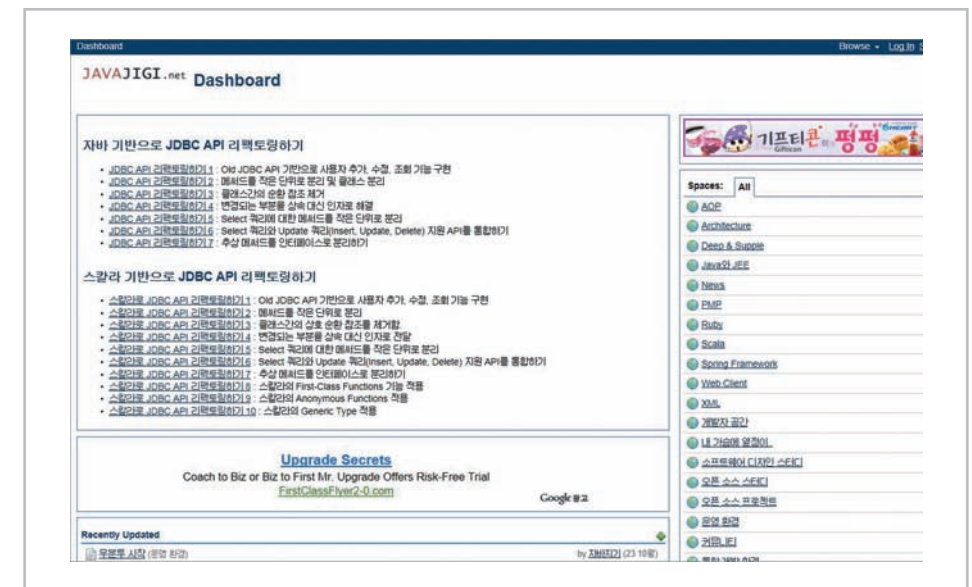 Dashboard
Browse Log In
JAVAJIGI.net Dashboard
자바 기반으로 JDBC API 리팩토링하기
JDBC API 리팩토링하기 1 : Old JDBC API 기반으로 사용자 추가, 수정, 조회 기능 구현
JDBC API 리팩토링하기 2 : 메써드를 작은 단위로 분리 및 클래스 분리
JDBC API 리팩토링하기 3 : 클래스간의 순환 참조 제거
JDBC API 리팩토링하기 4 : 변경되는 부분을 상속 대신 인자로 해결
JDBC API 리팩토링하기 5 : Select 쿼리에 대한 메써드를 작은 단위로 분리
JDBC API 리팩토링하기 6 : Select 쿼리와 Update 쿼리(Insert, Update, Delete) 지원 API를 통합하기
JDBC API 리팩토링하기 7 : 추상 메써드를 인터페이스로 분리하기
스칼라 기반으로 JDBC API 리팩토링하기
스칼라로 JDBC API 리팩토링하기 1 : Old JDBC API 기반으로 사용자 추가, 수정, 조회 기능 구현
스칼라로 JDBC API 리팩토링하기 2 : 메써드를 작은 단위로 분리
스칼라로 JDBC API 리팩토링하기 3 : 클래스간의 상호 순환 참조를 제거함
스칼라로 JDBC API 리팩토링하기 4 : 변경되는 부분을 상속 대신 인자로 전달
스칼라로 JDBC API 리팩토링하기 5 : Select 쿼리에 대한 메써드를 작은 단위로 분리
스칼라로 JDBC API 리팩토링하기 6 : Select 쿼리와 Update 쿼리(Insert, Update, Delete) 지원 API를 통합하기
스칼라로 JDBC API 리팩토링하기 7 : 추상 메써드를 인터페이스로 분리하기
스칼라로 JDBC API 리팩토링하기 8 : 스칼라의 First-Class Functions 기능 적용
스칼라로 JDBC API 리팩토링하기 9 : 스칼라의 Anonymous Functions 적용
스칼라로 JDBC API 리팩토링하기 10 : 스칼라의 Generic Type 적용
Upgrade Secrets
Coach to Biz or Biz to First Mr. Upgrade Offers Risk-Free Trial
FirstClassFlyer2-0.com
Google 광고
Recently Updated
우분투 시작 (운영 환경) by 자바지기 (23 10월)
기프티콘이 펑펑
Gifticon
Spaces: All
AOP
Architecture
Deep & Supple
Java와 JEE
News
PMP
Ruby
Scala
Spring Framework
Web Client
XML
개발자 공간
내 가슴에 열정이..
소프트웨어 디자인 스터디
오픈 소스 스터디
오픈 소스 프로젝트
운영 환경
커뮤니티